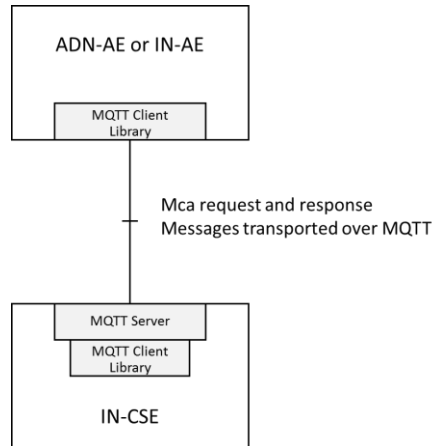 ADN-AE or IN-AE
MQTT Client
Library
Mca request and response
Messages transported over MQTT
MQTT Server
MQTT Client
Library
IN-CSE